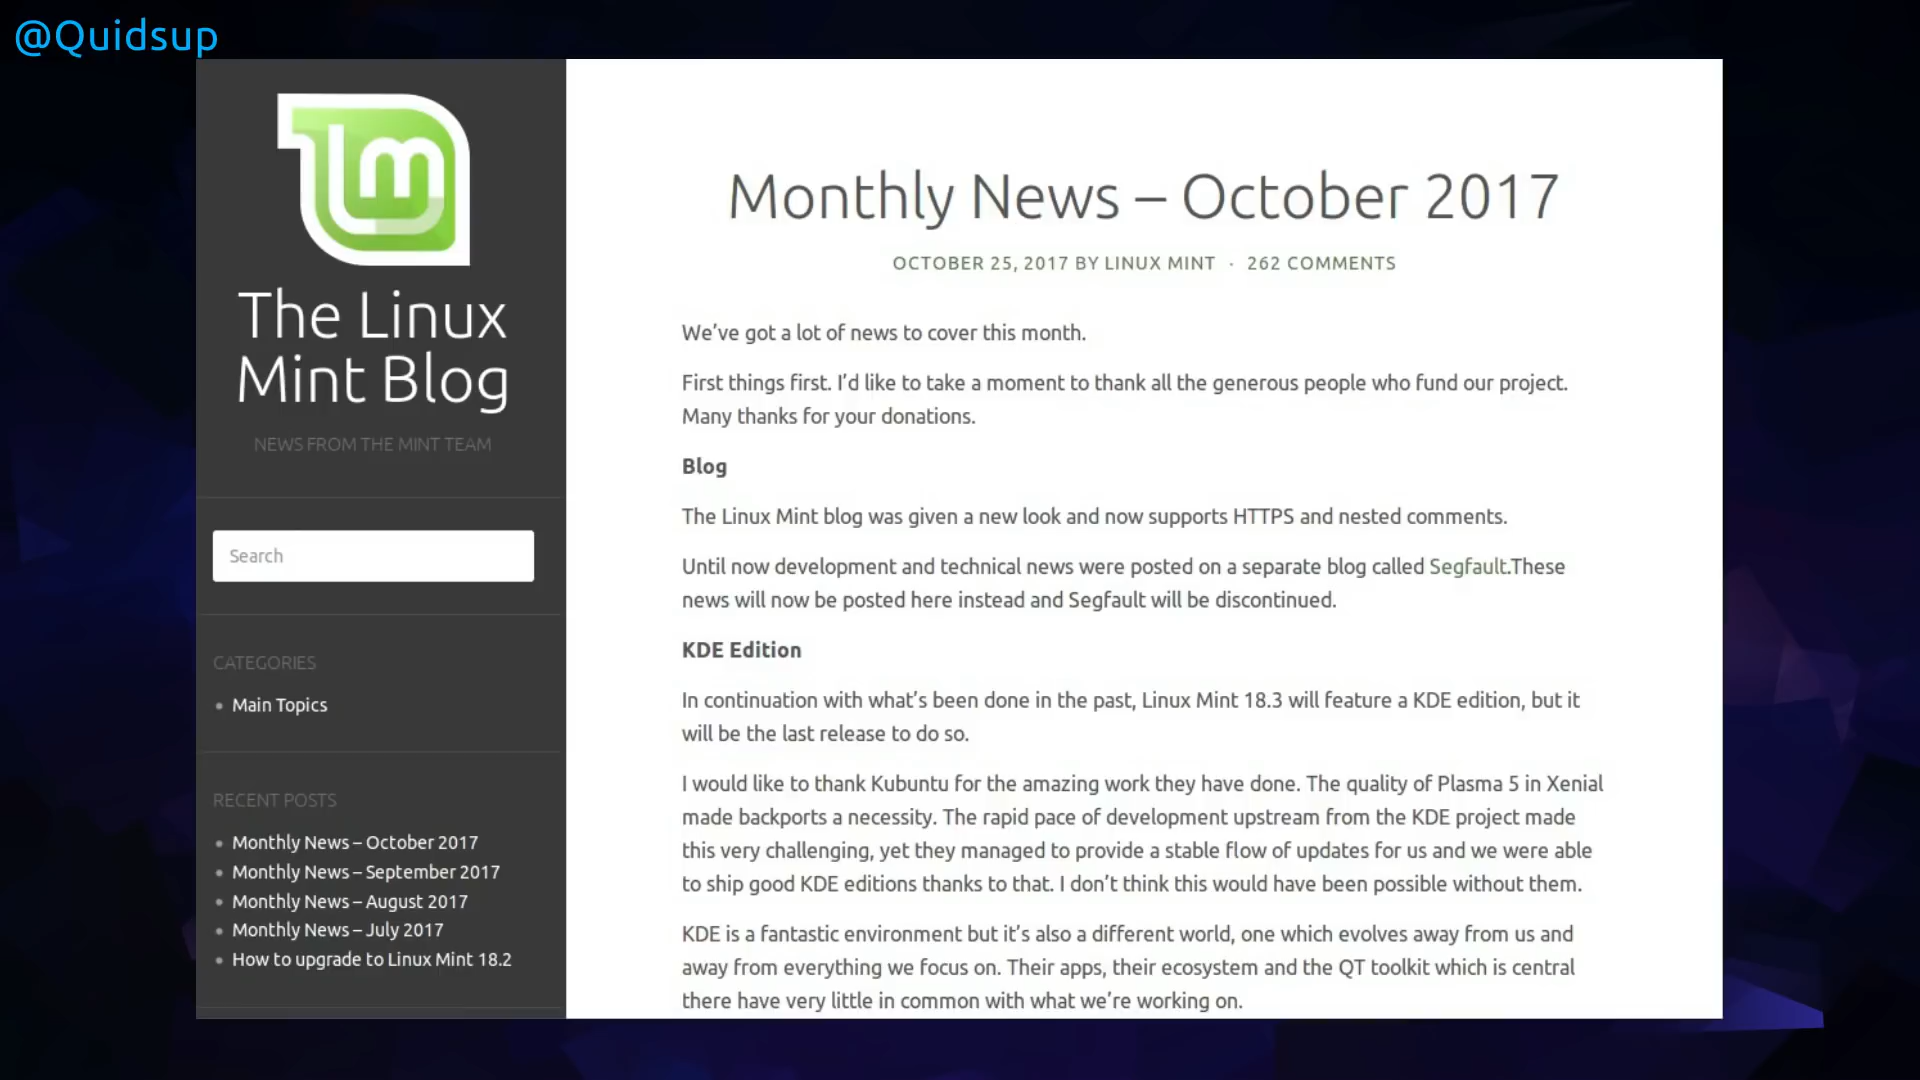 @Quidsup
lm
The Linux
Mint Blog
NEWS FROM THE MINT TEAM
Search
CATEGORIES
Main Topics
RECENT POSTS
Monthly News – October 2017
Monthly News – September 2017
Monthly News – August 2017
Monthly News – July 2017
How to upgrade to Linux Mint 18.2
Monthly News – October 2017
OCTOBER 25, 2017 BY LINUX MINT · 262 COMMENTS
We’ve got a lot of news to cover this month.
First things first. I’d like to take a moment to thank all the generous people who fund our project.
Many thanks for your donations.
Blog
The Linux Mint blog was given a new look and now supports HTTPS and nested comments.
Until now development and technical news were posted on a separate blog called Segfault.These
news will now be posted here instead and Segfault will be discontinued.
KDE Edition
In continuation with what’s been done in the past, Linux Mint 18.3 will feature a KDE edition, but it
will be the last release to do so.
I would like to thank Kubuntu for the amazing work they have done. The quality of Plasma 5 in Xenial
made backports a necessity. The rapid pace of development upstream from the KDE project made
this very challenging, yet they managed to provide a stable flow of updates for us and we were able
to ship good KDE editions thanks to that. I don’t think this would have been possible without them.
KDE is a fantastic environment but it’s also a different world, one which evolves away from us and
away from everything we focus on. Their apps, their ecosystem and the QT toolkit which is central
there have very little in common with what we’re working on.